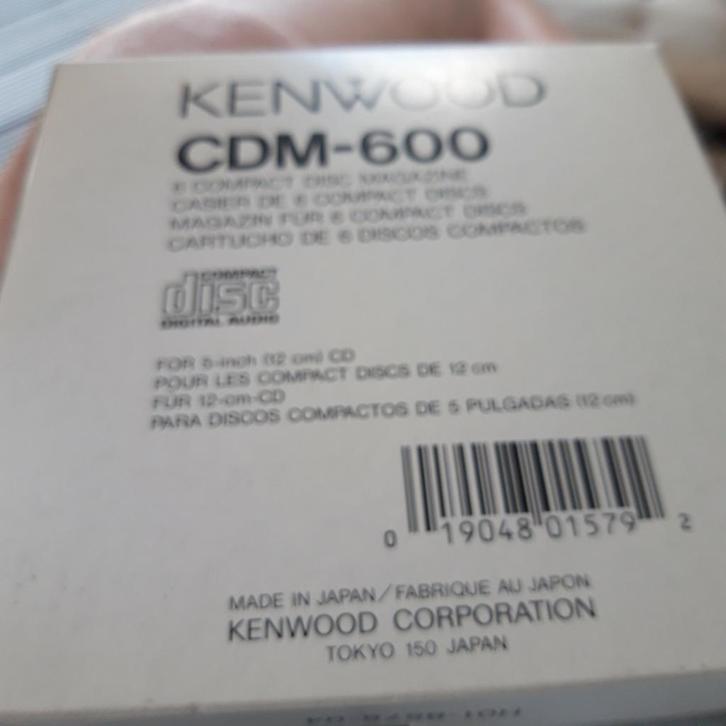 KENWOOD
CDM-600
6 COMPACT DISC MAGAZINE
CASIER DE 6 COMPACT DISCS
MAGAZIN FÜR 6 COMPACT DISCS
CARTUCHO DE 6 DISCOS COMPACTOS
COMPACT
disc
DIGITAL AUDIO
FOR 5-inch (12 cm) CD
POUR LES COMPACT DISCS DE 12 cm
FÜR 12-cm-CD
PARA DISCOS COMPACTOS DE 5 PULGADAS (12 cm)
0 19048 01579 2
MADE IN JAPAN/FABRIQUE AU JAPON
KENWOOD CORPORATION
TOKYO 150 JAPAN